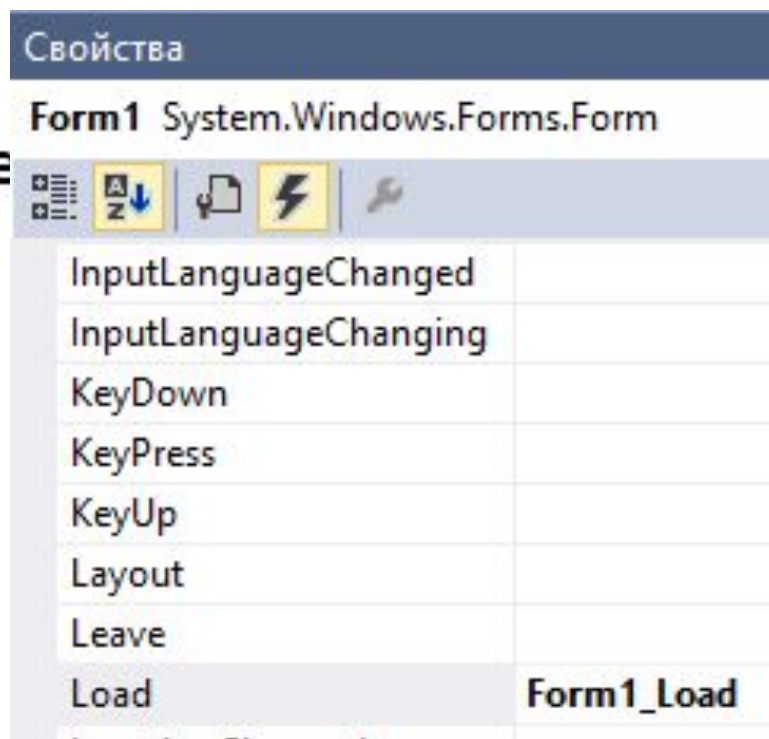 Свойства
Form1 System.Windows.Forms.Form
InputLanguageChanged
InputLanguageChanging
KeyDown
KeyPress
KeyUp
Layout
Leave
Load Form1_Load